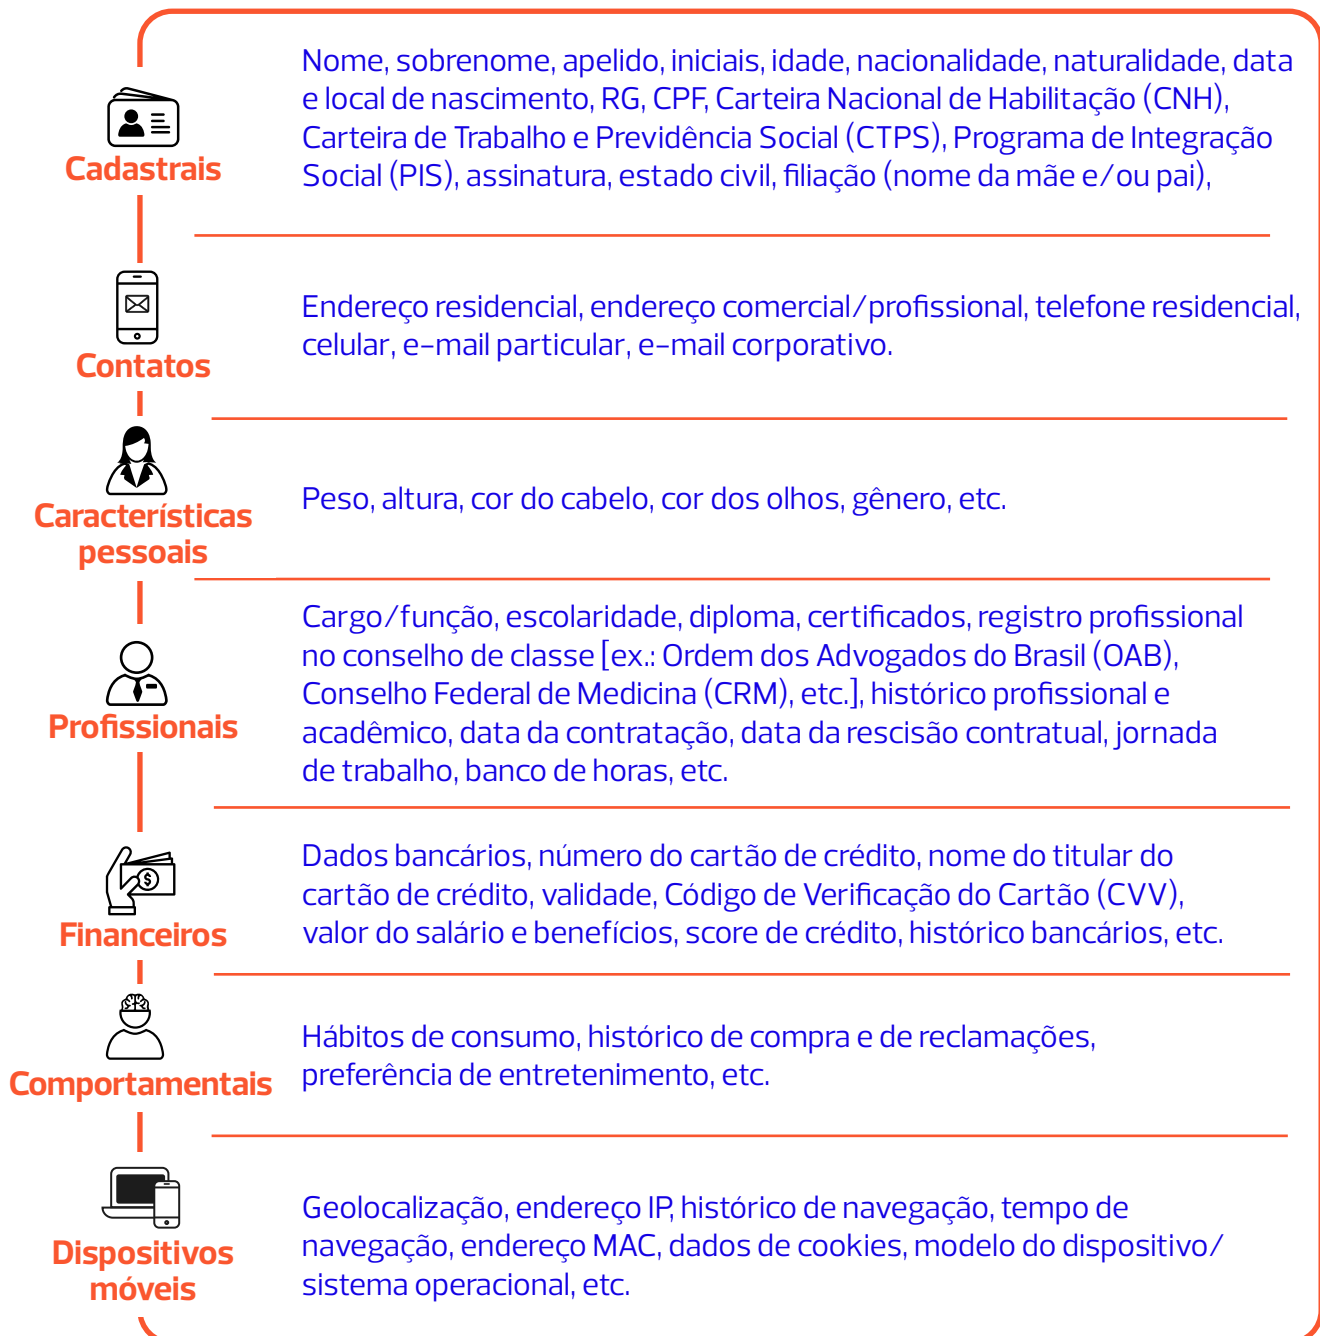 Cadastrais
Nome, sobrenome, apelido, iniciais, idade, nacionalidade, naturalidade, data
e local de nascimento, RG, CPF, Carteira Nacional de Habilitação (CNH),
Carteira de Trabalho e Previdência Social (CTPS), Programa de Integração
Social (PIS), assinatura, estado civil, filiação (nome da mãe e/ou pai),
Contatos
Endereço residencial, endereço comercial/profissional, telefone residencial,
celular, e-mail particular, e-mail corporativo.
Características
pessoais
Peso, altura, cor do cabelo, cor dos olhos, gênero, etc.
Profissionais
Cargo/função, escolaridade, diploma, certificados, registro profissional
no conselho de classe [ex.: Ordem dos Advogados do Brasil (OAB),
Conselho Federal de Medicina (CRM), etc.], histórico profissional e
acadêmico, data da contratação, data da rescisão contratual, jornada
de trabalho, banco de horas, etc.
Financeiros
Dados bancários, número do cartão de crédito, nome do titular do
cartão de crédito, validade, Código de Verificação do Cartão (CVV),
valor do salário e benefícios, score de crédito, histórico bancários, etc.
Comportamentais
Hábitos de consumo, histórico de compra e de reclamações,
preferência de entretenimento, etc.
Dispositivos
móveis
Geolocalização, endereço IP, histórico de navegação, tempo de
navegação, endereço MAC, dados de cookies, modelo do dispositivo/
sistema operacional, etc.